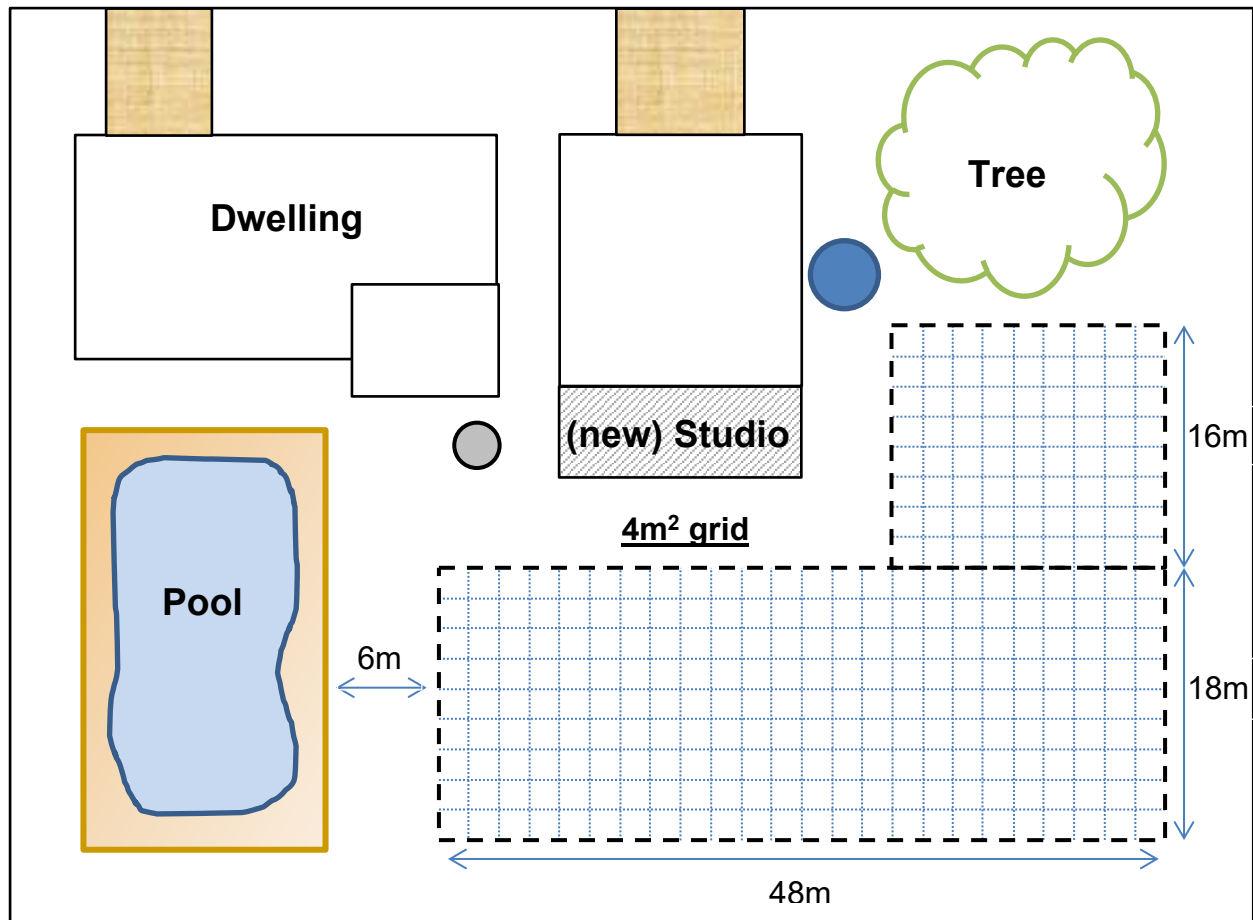 Tree
Dwelling
(new) Studio
16m
4m² grid
Pool
6m
18m
48m